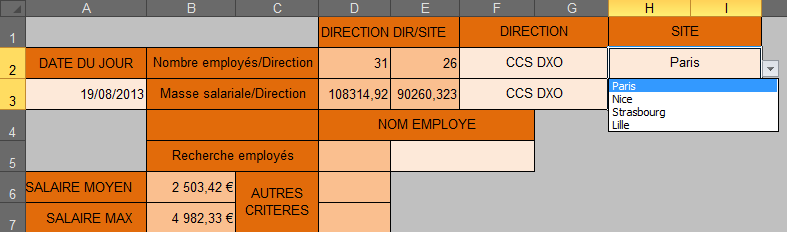 A B C D E F G H I
1 DIRECTION DIR/SITE DIRECTION SITE
2 DATE DU JOUR Nombre employés/Direction 31 26 CCS DXO Paris
3 19/08/2013 Masse salariale/Direction 108314,92 90260,323 CCS DXO
Paris
Nice
Strasbourg
Lille
4 NOM EMPLOYE
5 Recherche employés
6 SALAIRE MOYEN 2 503,42 €
AUTRES
CRITERES
7 SALAIRE MAX 4 982,33 €